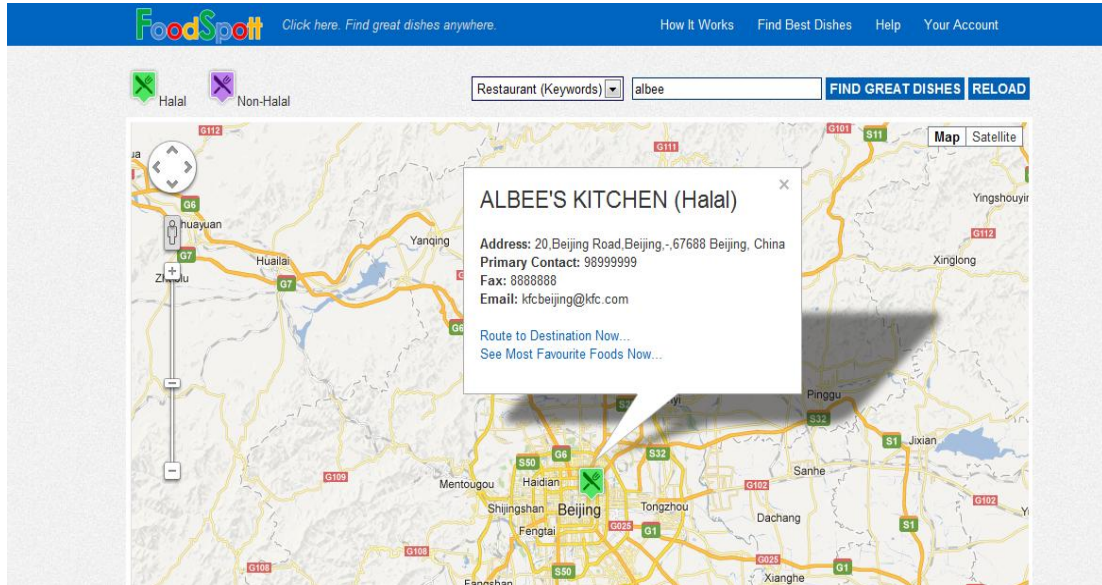 FoodSpott
Click here. Find great dishes anywhere.
How It Works Find Best Dishes Help Your Account
Halal
Non-Halal
Restaurant (Keywords)
albee
FIND GREAT DISHES
RELOAD
G112
G101
S11
G111
Map Satellite
ALBEE'S KITCHEN (Halal)
×
Address: 20,Beijing Road,Beijing,-,67688 Beijing, China
Primary Contact: 98999999
Fax: 8888888
Email: kfcbeijing@kfc.com
Route to Destination Now...
See Most Favourite Foods Now...
G6
huayuan
Yanqing
G7
Huailai
G7
G6
G112
Xinglong
Pinggu
S32
S1
Jixian
S50
G6
S32
Sanhe
G109
Mentougou
Haidian
G102
G102
Shijingshan
Beijing
Tongzhou
Dachang
S1
Fengtai
G025
G1
G108
G108
S50
G025
G1
Fangshan
Xianghe